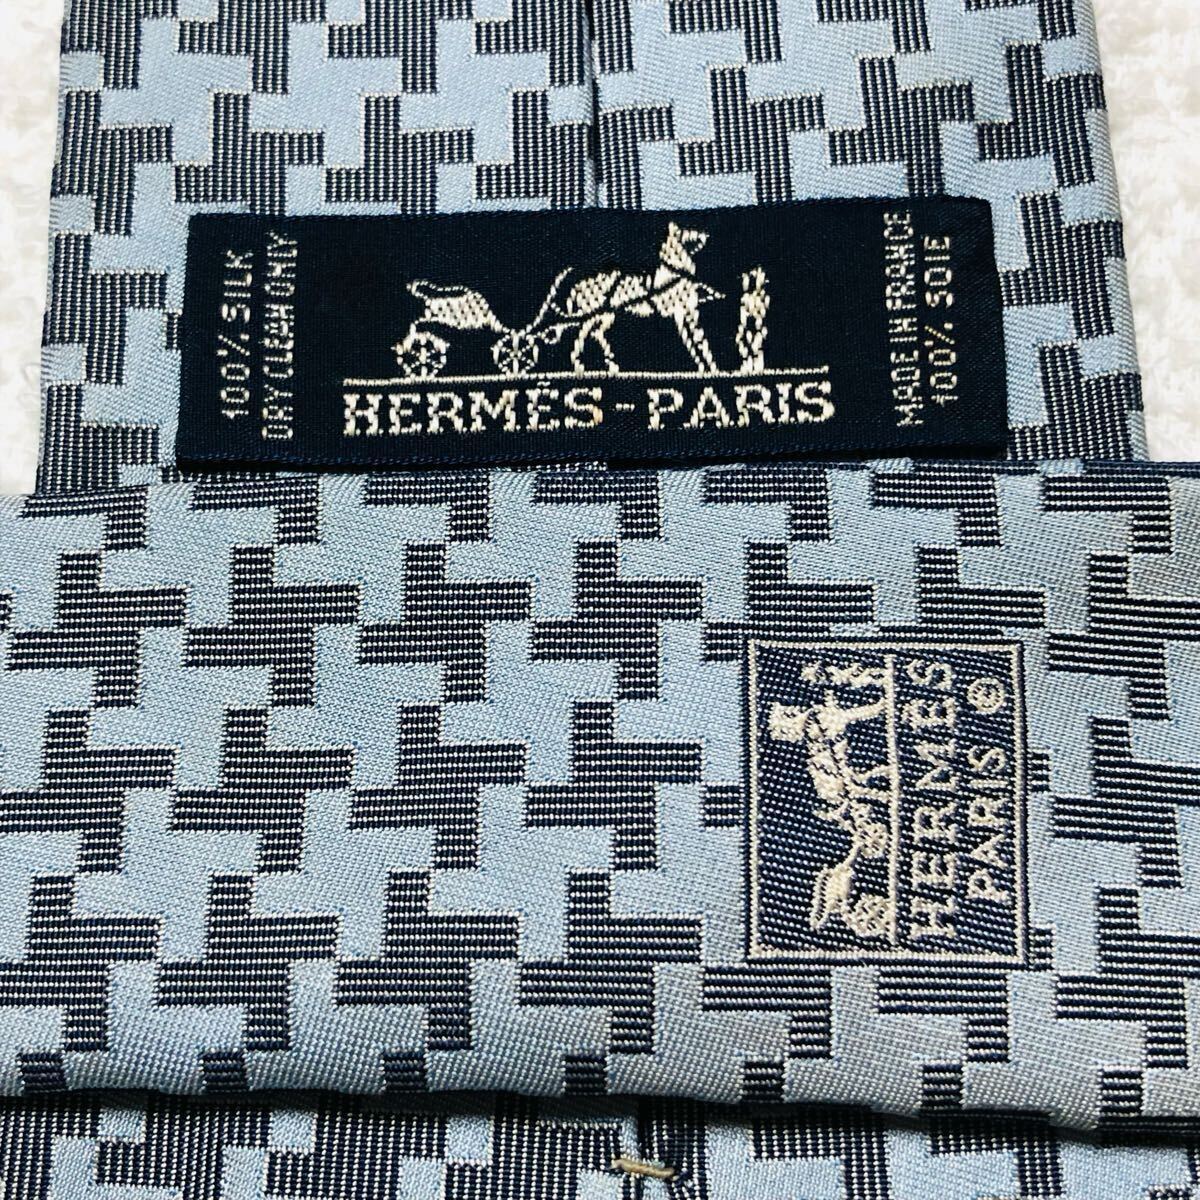 100% SILK
DRY CLEAN ONLY
HERMÈS-PARIS
MADE IN FRANCE
100% SOIE
HERMÈS
PARIS ©